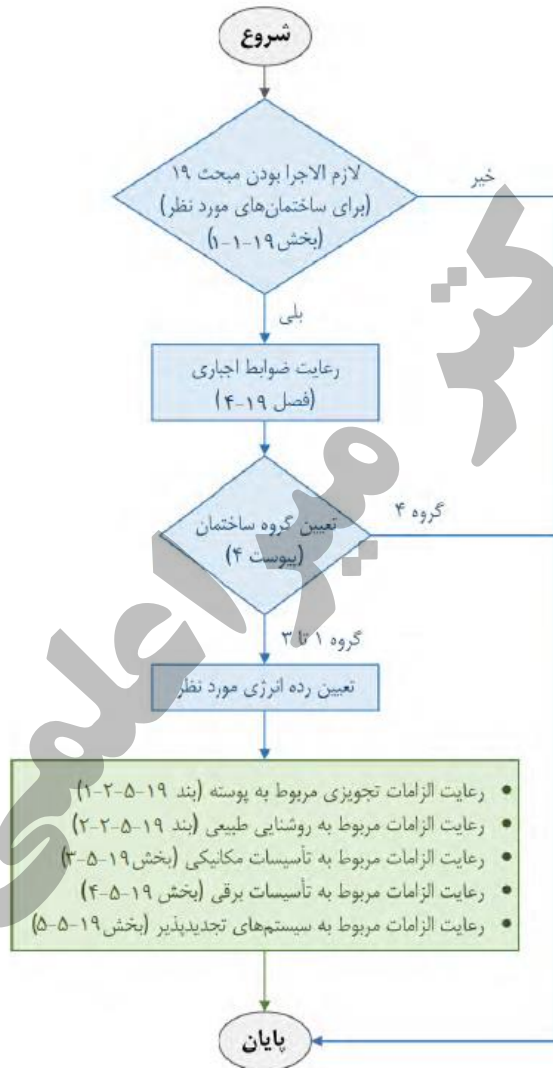 شروع
لازم الاجرا بودن مبحث ۱۹
(برای ساختمان‌های مورد نظر)
(بخش ۱۹-۱-۱)
خیر
بلی
رعایت ضوابط اجباری
(فصل ۱۹-۴)
تعیین گروه ساختمان
(پیوست ۴)
گروه ۴
گروه ۱ تا ۳
تعیین رده انرژی مورد نظر
• رعایت الزامات تجویزی مربوط به پوسته (بند ۱۹-۵-۲-۱)
• رعایت الزامات مربوط به روشنایی طبیعی (بند ۱۹-۵-۲-۲)
• رعایت الزامات مربوط به تأسیسات مکانیکی (بخش ۱۹-۵-۳)
• رعایت الزامات مربوط به تأسیسات برقی (بخش ۱۹-۵-۴)
• رعایت الزامات مربوط به سیستم‌های تجدیدپذیر (بخش ۱۹-۵-۵)
پایان